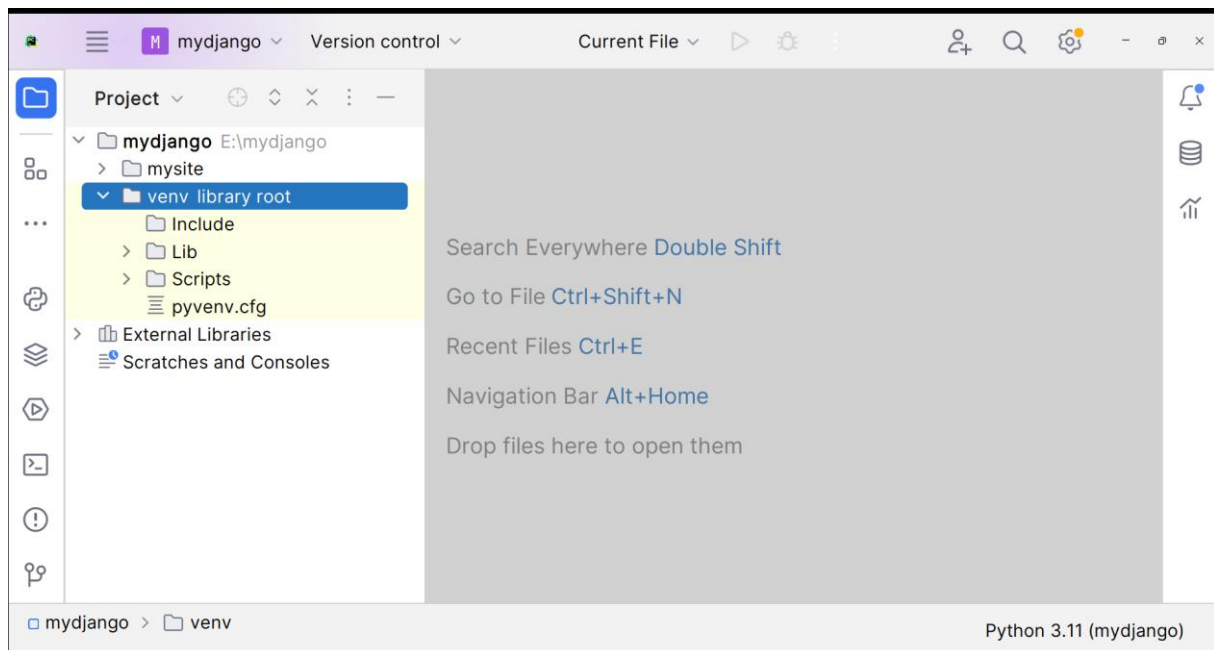 M mydjango Version control Current File
Project
mydjango E:\mydjango
mysite
venv library root
Include
Lib
Scripts
pyvenv.cfg
External Libraries
Scratches and Consoles
Search Everywhere Double Shift
Go to File Ctrl+Shift+N
Recent Files Ctrl+E
Navigation Bar Alt+Home
Drop files here to open them
mydjango > venv
Python 3.11 (mydjango)